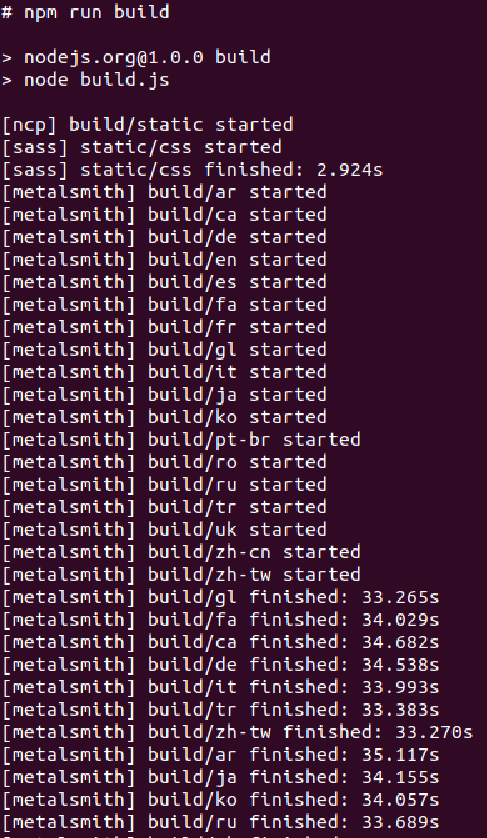 # npm run build
> nodejs.org@1.0.0 build
> node build.js
[ncp] build/static started
[sass] static/css started
[sass] static/css finished: 2.924s
[metalsmith] build/ar started
[metalsmith] build/ca started
[metalsmith] build/de started
[metalsmith] build/en started
[metalsmith] build/es started
[metalsmith] build/fa started
[metalsmith] build/fr started
[metalsmith] build/gl started
[metalsmith] build/it started
[metalsmith] build/ja started
[metalsmith] build/ko started
[metalsmith] build/pt-br started
[metalsmith] build/ro started
[metalsmith] build/ru started
[metalsmith] build/tr started
[metalsmith] build/uk started
[metalsmith] build/zh-cn started
[metalsmith] build/zh-tw started
[metalsmith] build/gl finished: 33.265s
[metalsmith] build/fa finished: 34.029s
[metalsmith] build/ca finished: 34.682s
[metalsmith] build/de finished: 34.538s
[metalsmith] build/it finished: 33.993s
[metalsmith] build/tr finished: 33.383s
[metalsmith] build/zh-tw finished: 33.270s
[metalsmith] build/ar finished: 35.117s
[metalsmith] build/ja finished: 34.155s
[metalsmith] build/ko finished: 34.057s
[metalsmith] build/ru finished: 33.689s